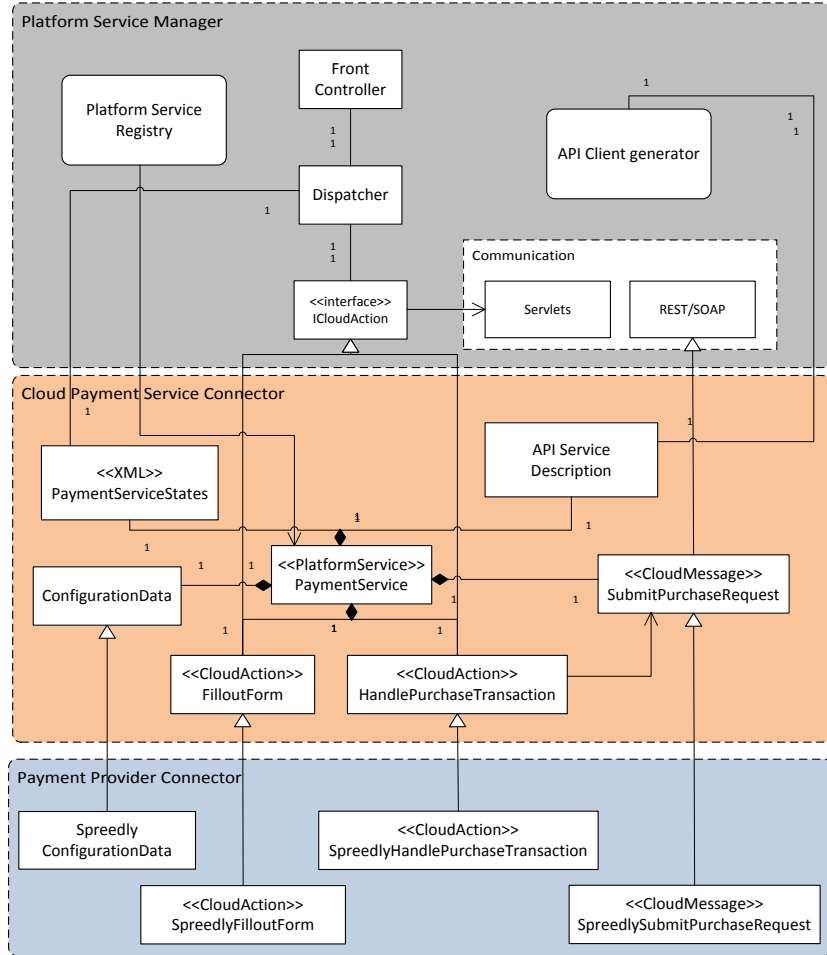 Platform Service Manager
Front
Controller
Platform Service
Registry
1
1
1
API Client generator
1
1
Dispatcher
1
1
1
Communication
<<interface>>
ICloudAction
Servlets
REST/SOAP
Cloud Payment Service Connector
1
1
<<XML>>
PaymentServiceStates
API Service
Description
1
1
1
1
1
1
<<PlatformService>>
PaymentService
<<CloudMessage>>
SubmitPurchaseRequest
ConfigurationData
1
1
1
1
1
<<CloudAction>>
FilloutForm
<<CloudAction>>
HandlePurchaseTransaction
Payment Provider Connector
Spreedly
ConfigurationData
<<CloudAction>>
SpreedlyHandlePurchaseTransaction
<<CloudAction>>
SpreedlyFilloutForm
<<CloudMessage>>
SpreedlySubmitPurchaseRequest